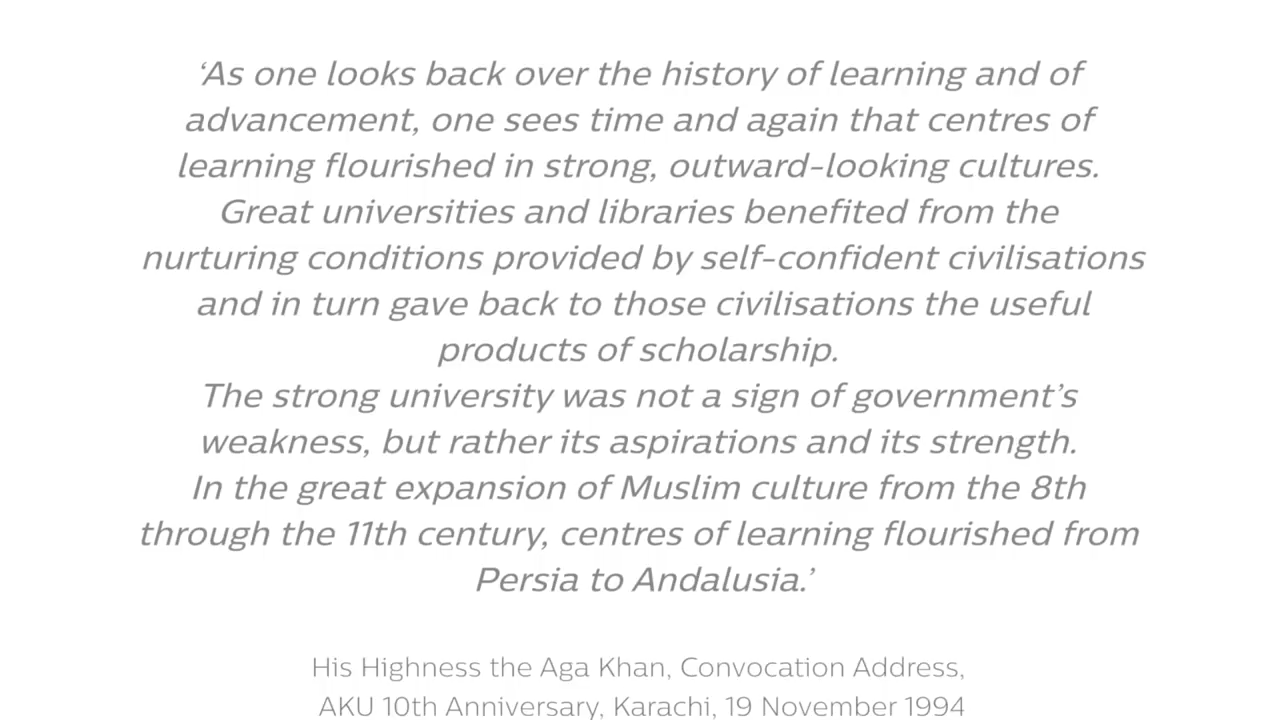 ‘As one looks back over the history of learning and of
advancement, one sees time and again that centres of
learning flourished in strong, outward-looking cultures.
Great universities and libraries benefited from the
nurturing conditions provided by self-confident civilisations
and in turn gave back to those civilisations the useful
products of scholarship.
The strong university was not a sign of government’s
weakness, but rather its aspirations and its strength.
In the great expansion of Muslim culture from the 8th
through the 11th century, centres of learning flourished from
Persia to Andalusia.’
His Highness the Aga Khan, Convocation Address,
AKU 10th Anniversary, Karachi, 19 November 1994